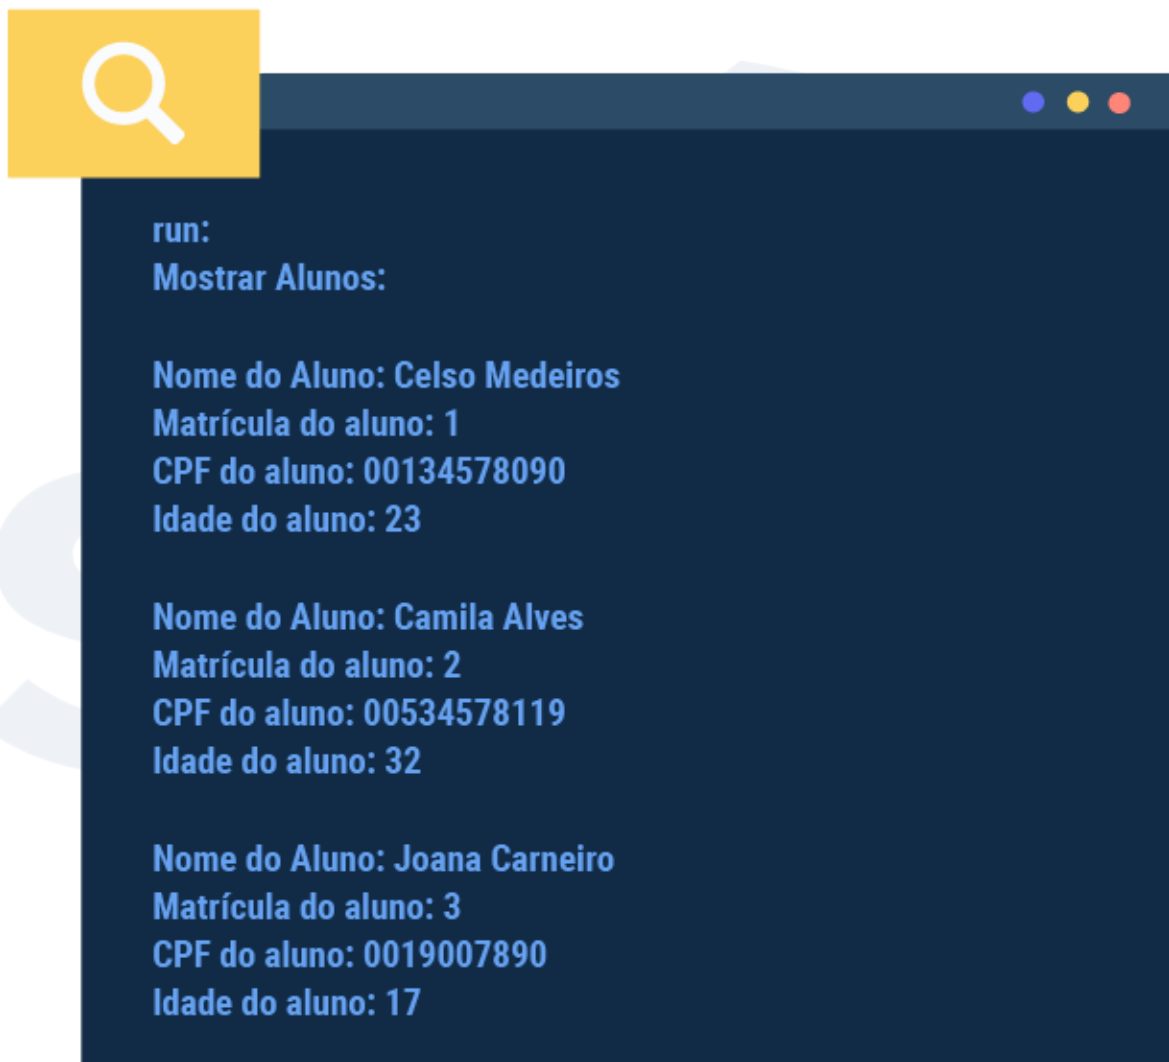 run:
Mostrar Alunos:
Nome do Aluno: Celso Medeiros
Matrícula do aluno: 1
CPF do aluno: 00134578090
Idade do aluno: 23
Nome do Aluno: Camila Alves
Matrícula do aluno: 2
CPF do aluno: 00534578119
Idade do aluno: 32
Nome do Aluno: Joana Carneiro
Matrícula do aluno: 3
CPF do aluno: 0019007890
Idade do aluno: 17